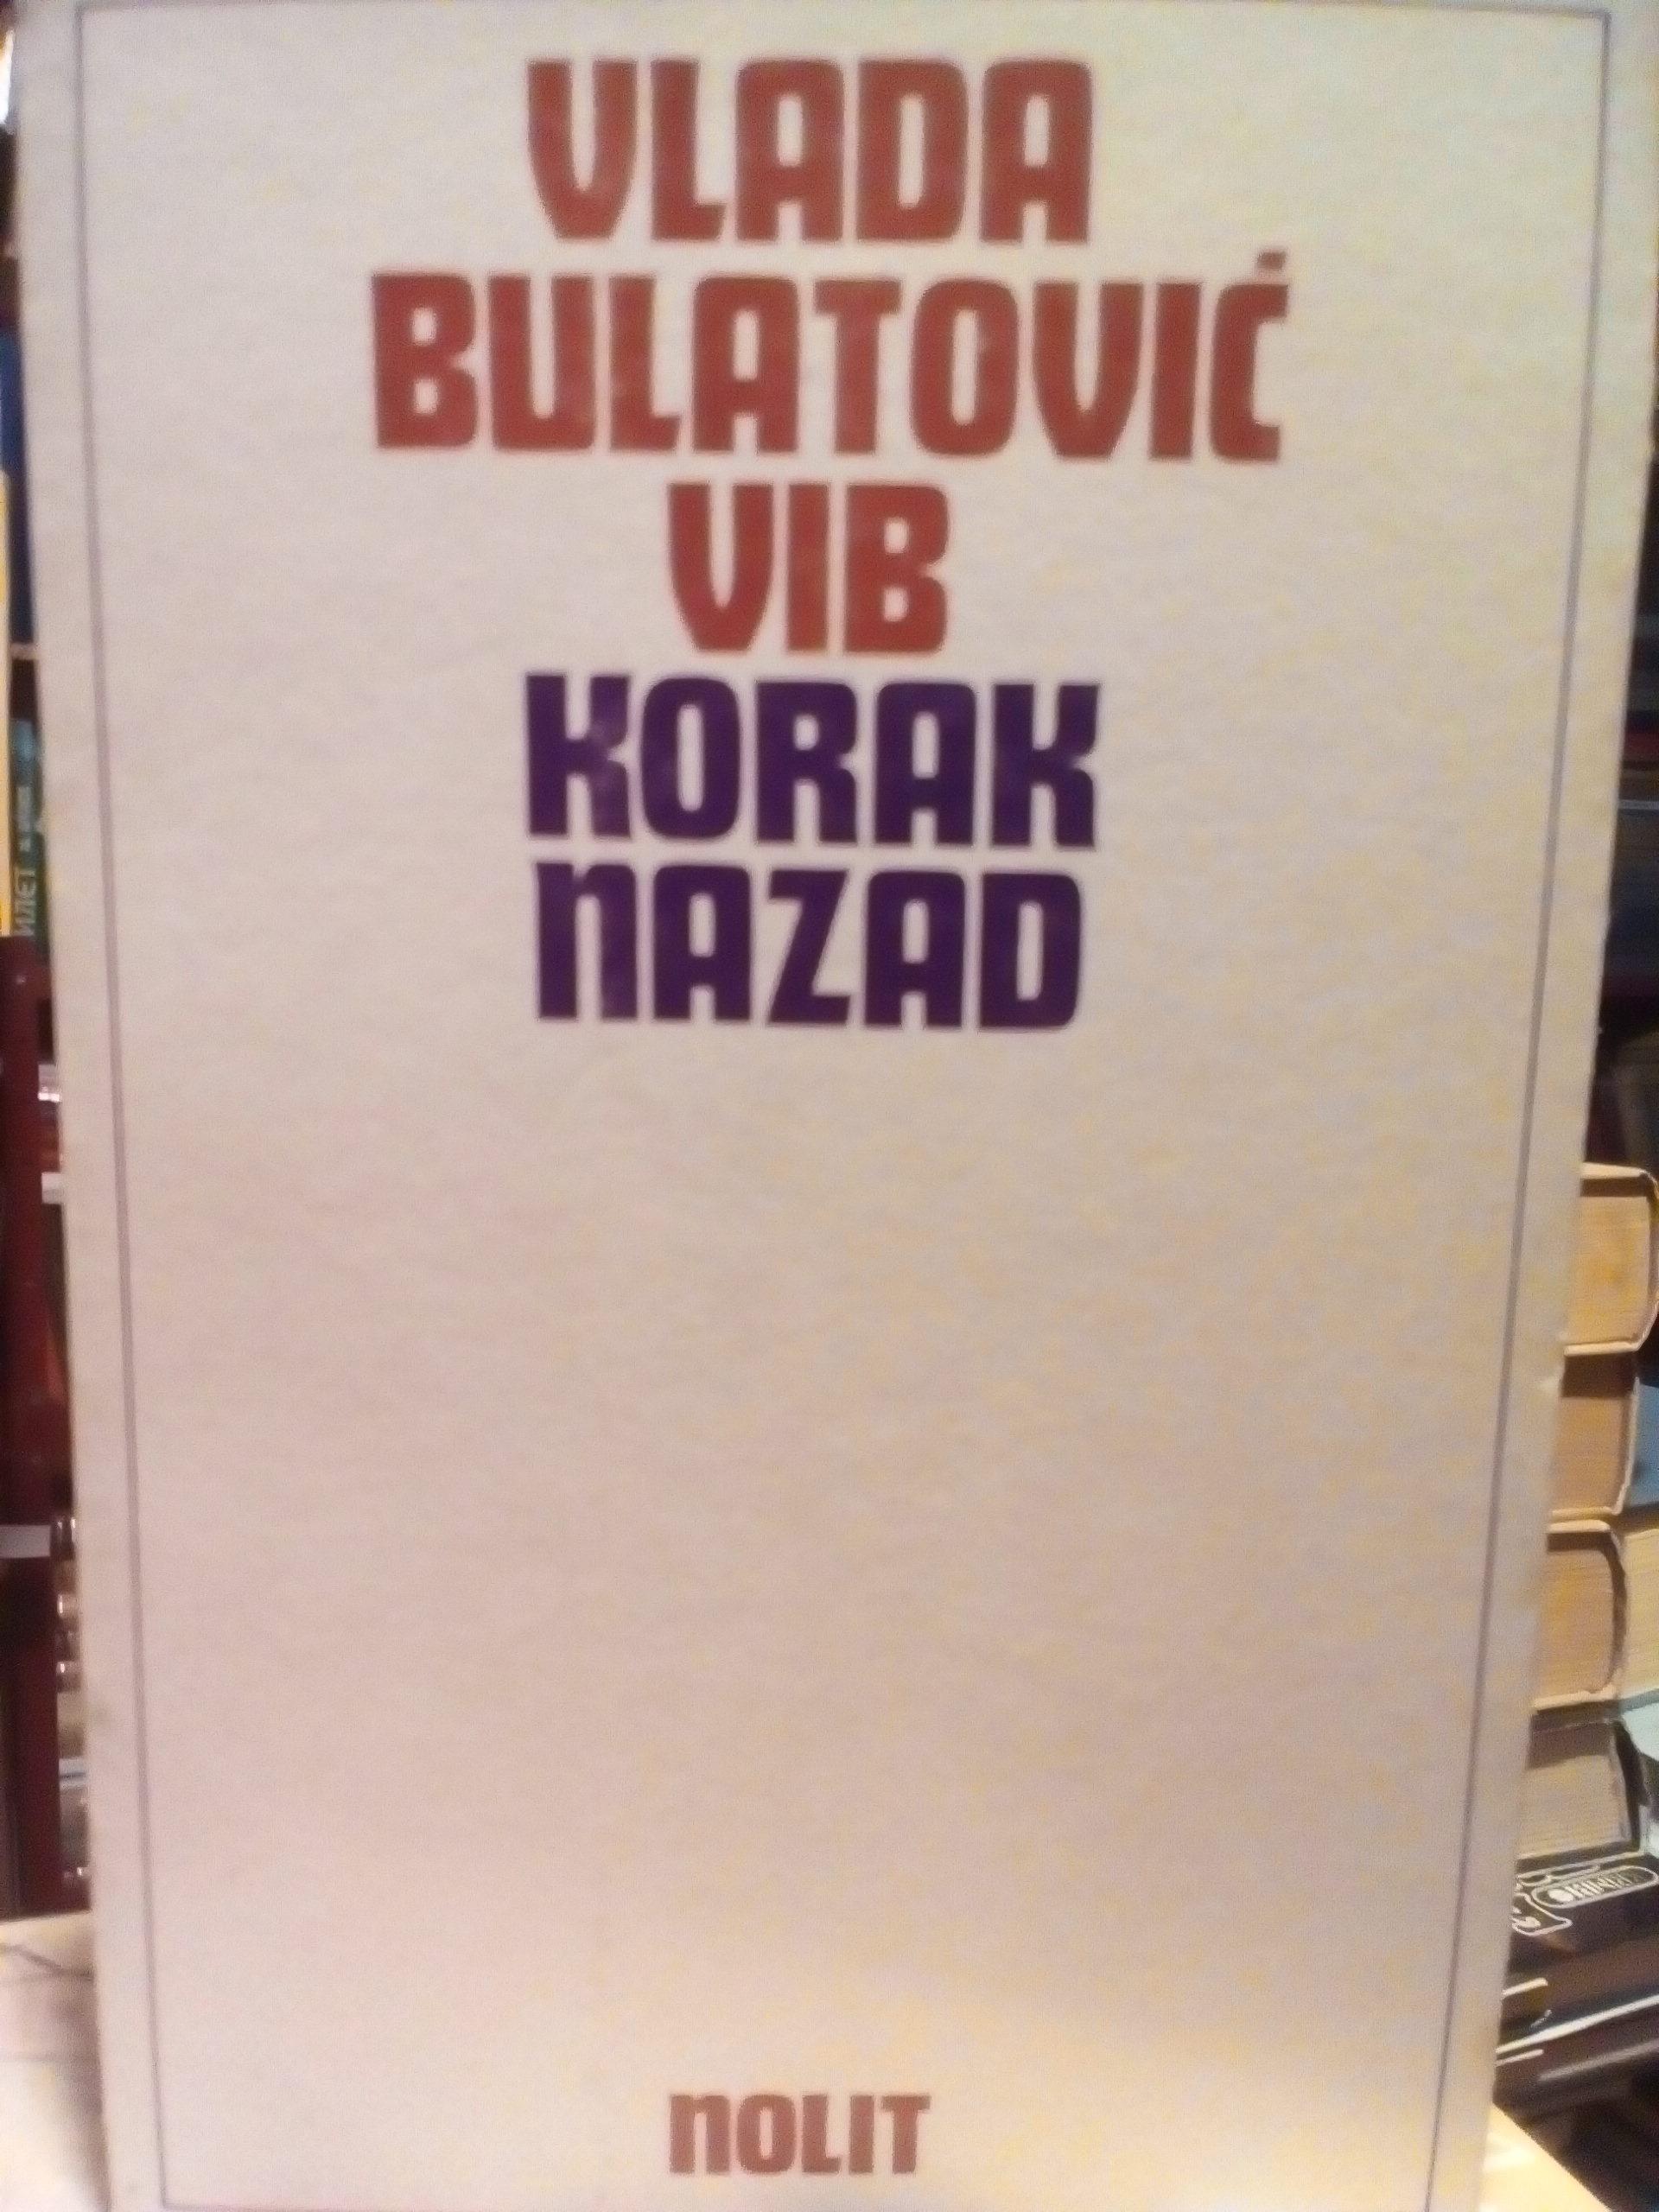 VLADA
BULATOVIĆ
VIB
KORAK
NAZAD
NOLIT